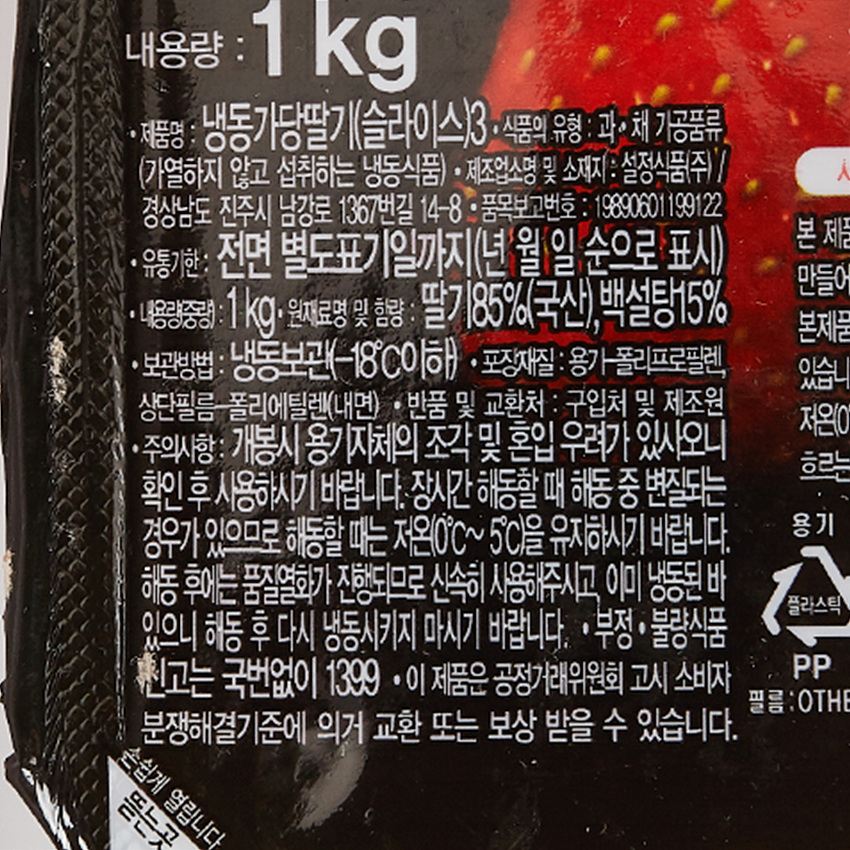 내용량 : 1kg
• 제품명 : 냉동가당딸기(슬라이스)3 • 식품의 유형 : 과 • 채 가공품류
(가열하지 않고 섭취하는 냉동식품) • 제조업소명 및 소재지 : 설정식품(주) /
경상남도 진주시 남강로 1367번길 14-8 • 품목보고번호 : 19890601199122
• 유통기한 : 전면 별도표기일까지(년 월 일 순으로 표시)
• 내용량(중량) : 1kg • 원재료명 및 함량 : 딸기85%(국산),백설탕15%
• 보관방법 : 냉동보관(-18℃이하) • 포장재질 : 용기-폴리프로필렌,
상단필름-폴리에틸렌(내면) • 반품 및 교환처 : 구입처 및 제조원
• 주의사항 : 개봉시 용기자체의 조각 및 혼입 우려가 있사오니
확인 후 사용하시기 바랍니다. 장시간 해동할 때 해동 중 변질되는
경우가 있으므로 해동할 때는 저온(0℃~ 5℃)을 유지하시기 바랍니다.
해동 후에는 품질열화가 진행되므로 신속히 사용해주시고, 이미 냉동된 바
있으니 해동 후 다시 냉동시키지 마시기 바랍니다. • 부정 • 불량식품
신고는 국번없이 1399 • 이 제품은 공정거래위원회 고시 소비자
분쟁해결기준에 의거 교환 또는 보상 받을 수 있습니다.
손쉽게 열립니다
뜯는곳
본 제품
만들어
본제품
있습니
저온(0
흐르는
용기
플라스틱
PP
필름 : OTHE